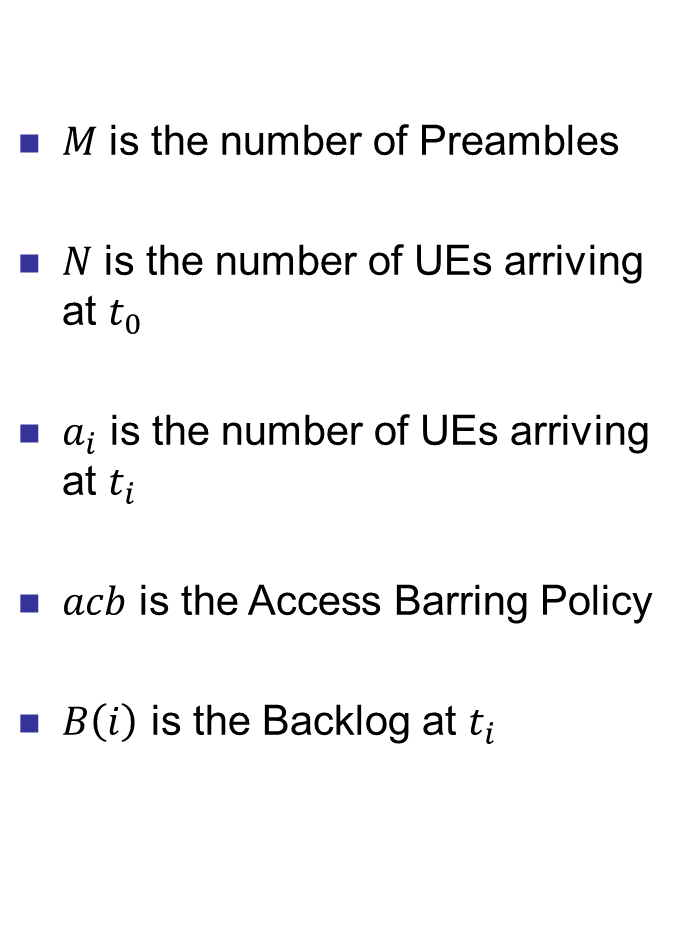 ■ M is the number of Preambles
■ N is the number of UEs arriving
at t₀
■ aᵢ is the number of UEs arriving
at tᵢ
■ acb is the Access Barring Policy
■ B(i) is the Backlog at tᵢ